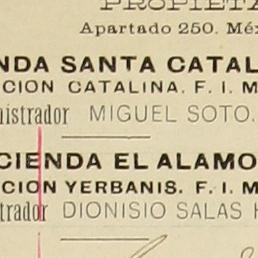 PROPIETA
Apartado 250. Méx
NDA SANTA CATAL
CION CATALINA. F. I. M
nistrador MIGUEL SOTO.
CIENDA EL ALAMO
CION YERBANIS. F. I. M
trador DIONISIO SALAS